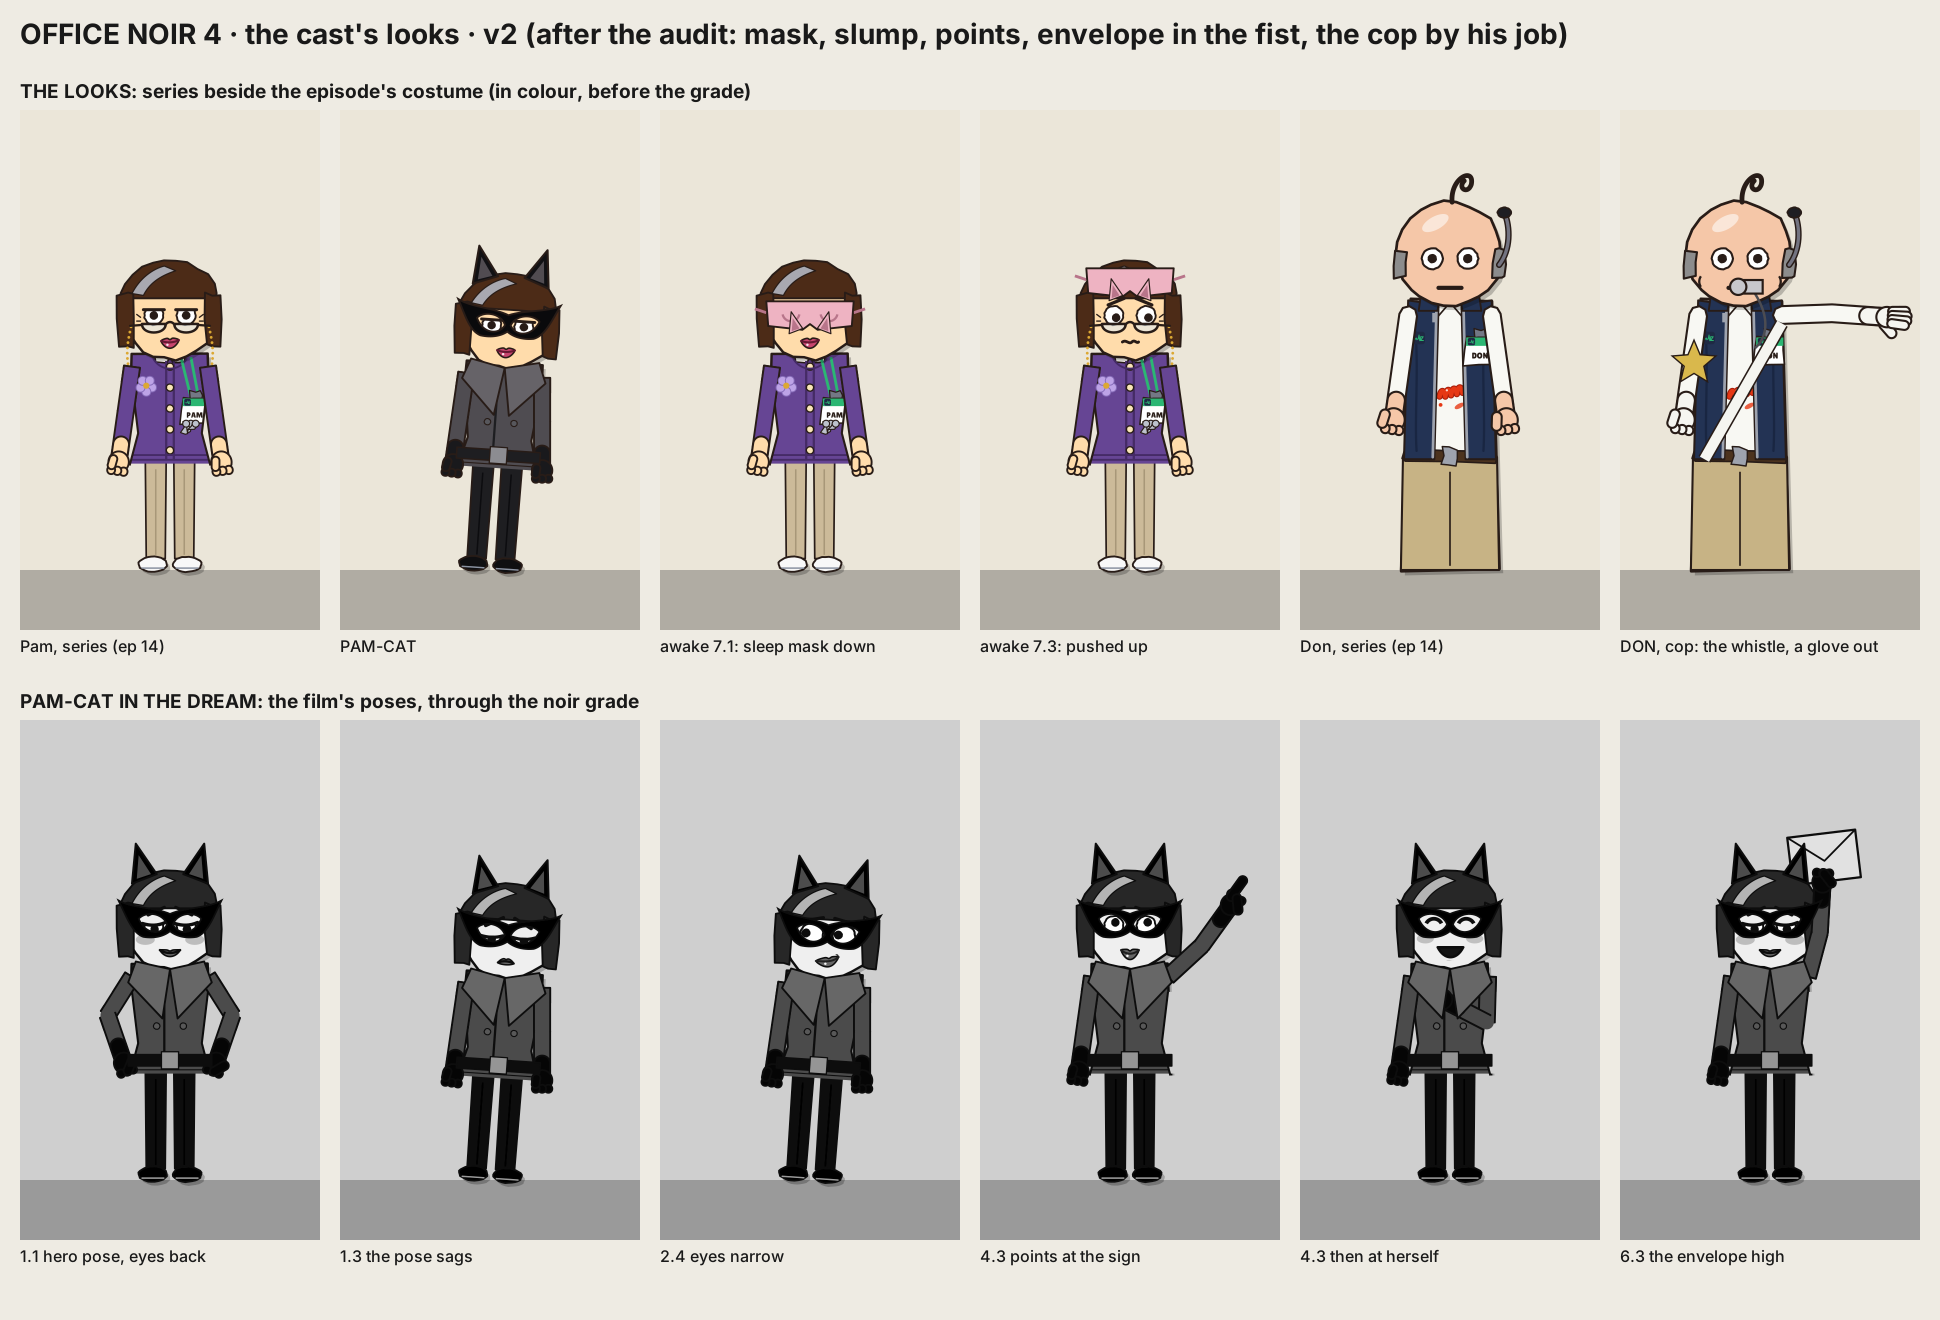 OFFICE NOIR 4 · the cast's looks · v2 (after the audit: mask, slump, points, envelope in the fist, the cop by his job)
THE LOOKS: series beside the episode's costume (in colour, before the grade)
PAM
PAM
PAM
DON
Pam, series (ep 14)
PAM-CAT
awake 7.1: sleep mask down
awake 7.3: pushed up
Don, series (ep 14)
DON, cop: the whistle, a glove out
PAM-CAT IN THE DREAM: the film's poses, through the noir grade
1.1 hero pose, eyes back
1.3 the pose sags
2.4 eyes narrow
4.3 points at the sign
4.3 then at herself
6.3 the envelope high